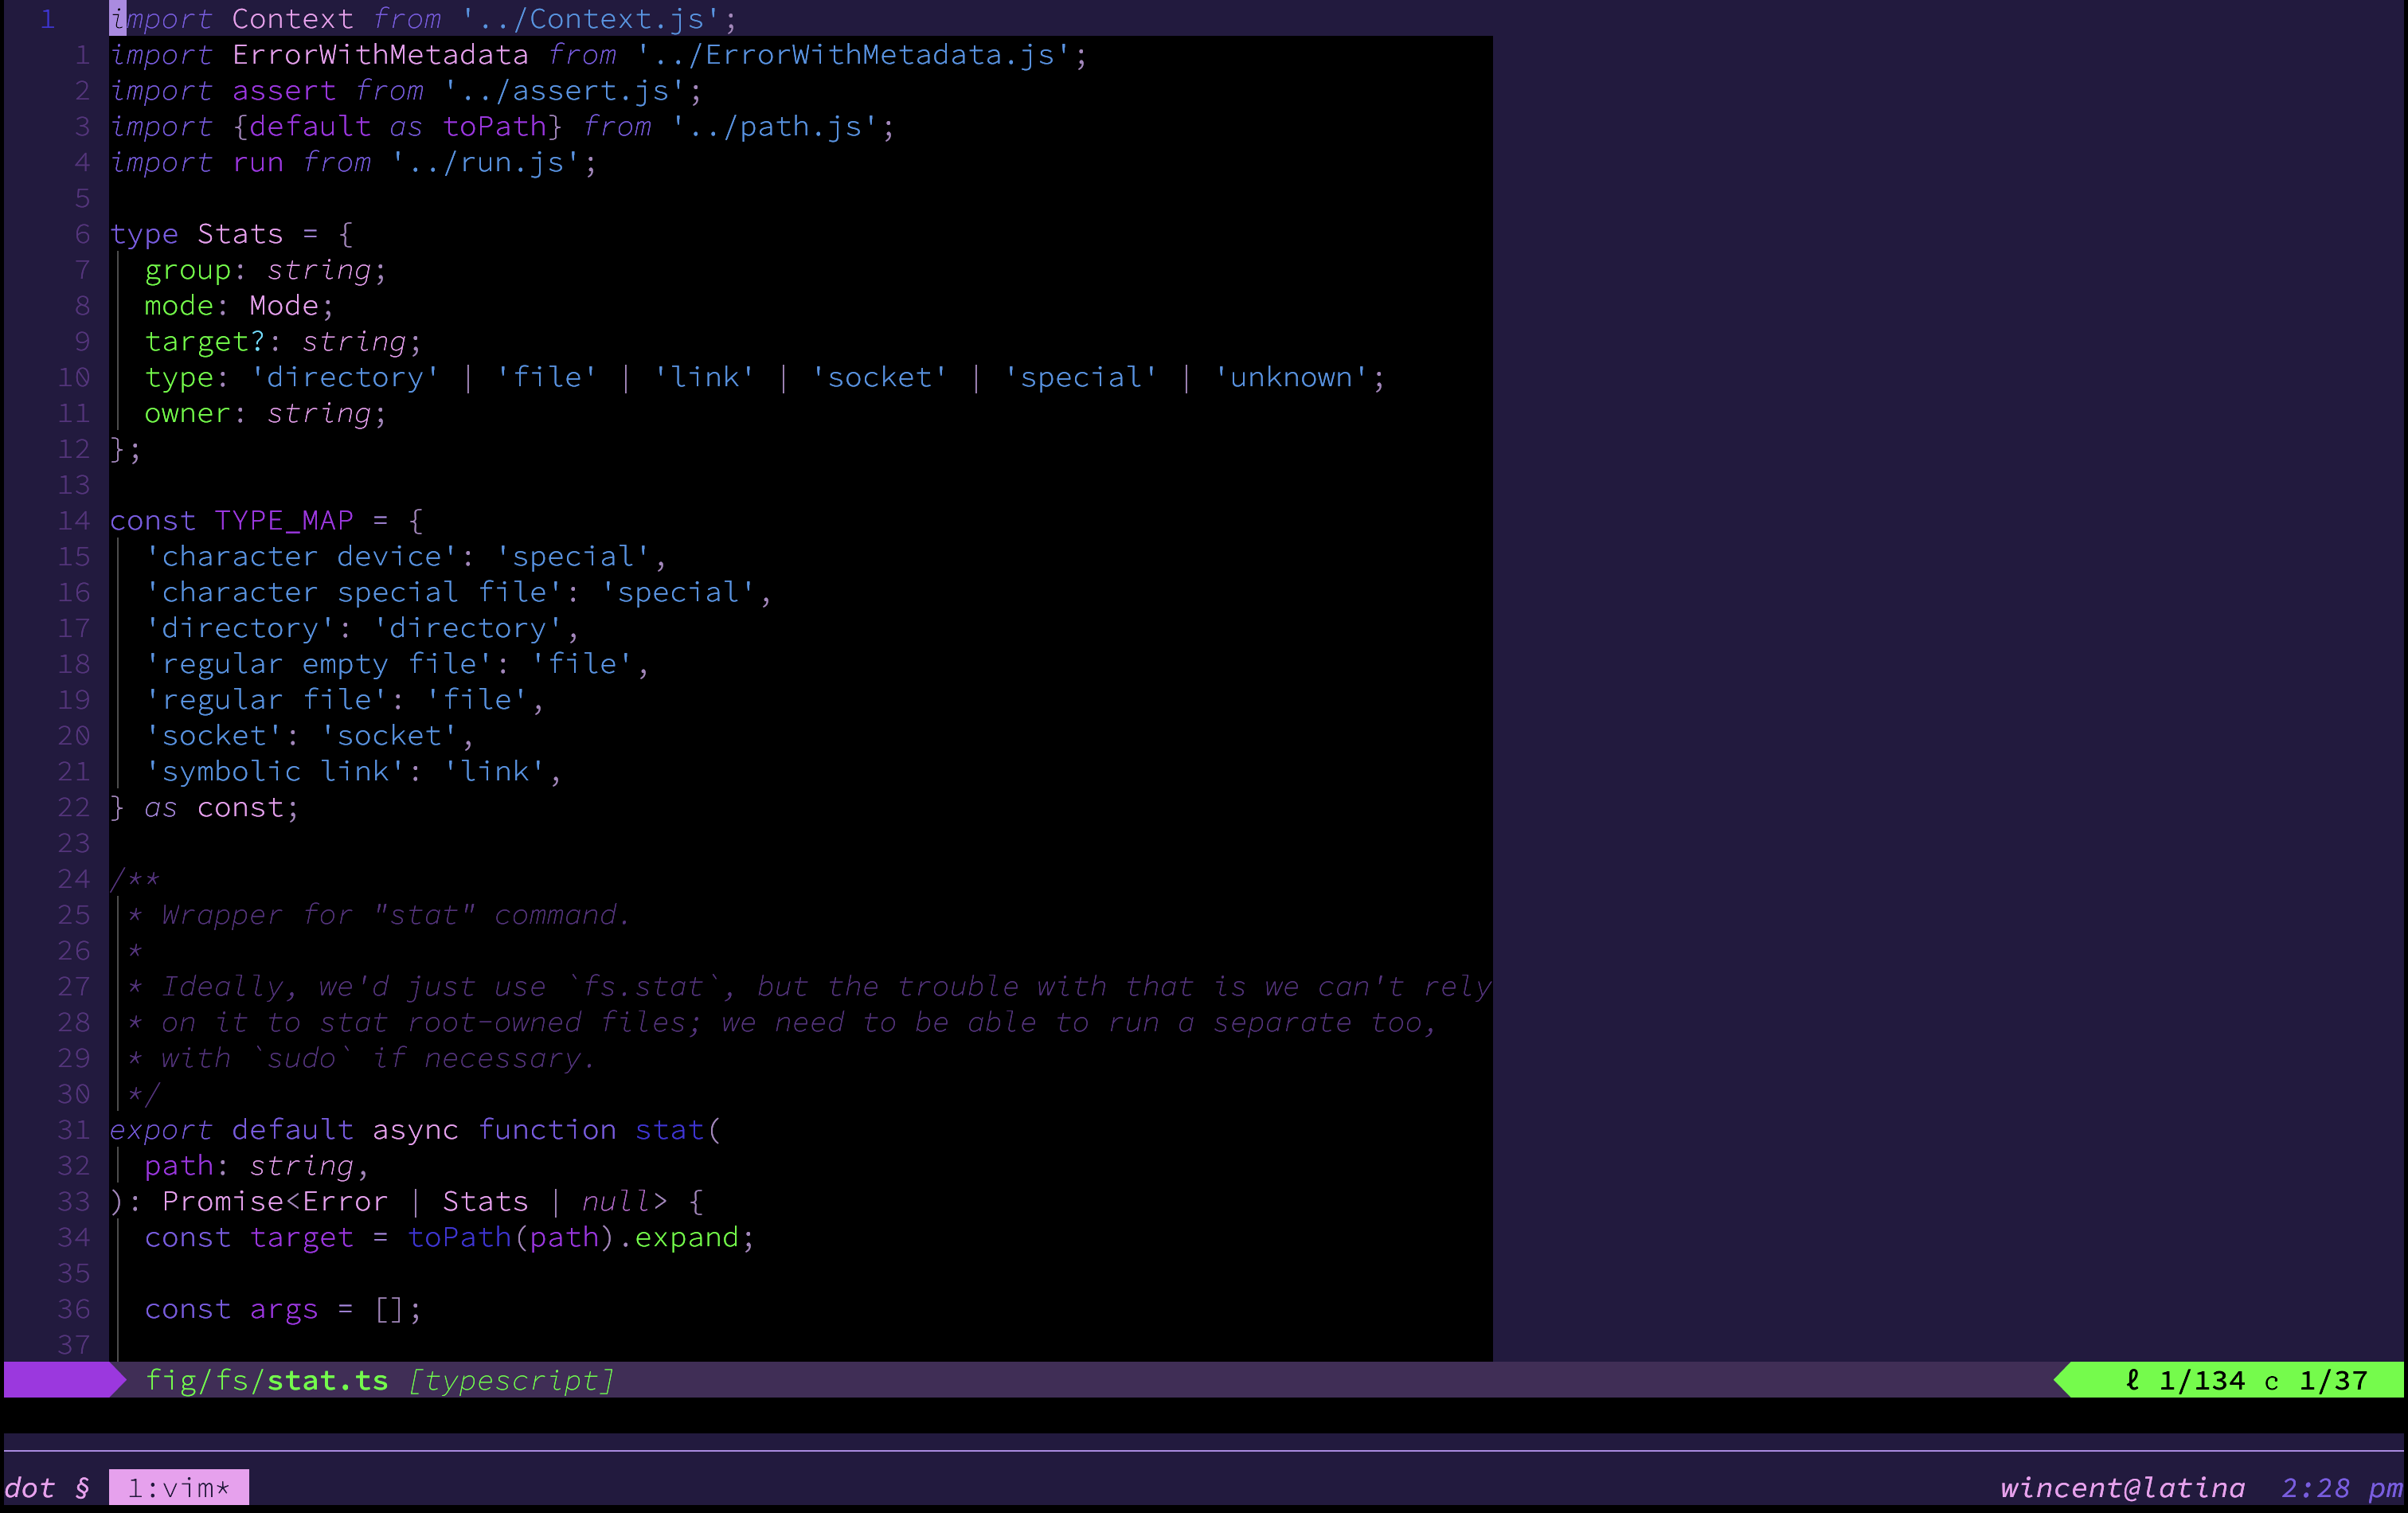 1 import Context from '../Context.js';
1 import ErrorWithMetadata from '../ErrorWithMetadata.js';
2 import assert from '../assert.js';
3 import {default as toPath} from '../path.js';
4 import run from '../run.js';
5
6 type Stats = {
7 group: string;
8 mode: Mode;
9 target?: string;
10 type: 'directory' | 'file' | 'link' | 'socket' | 'special' | 'unknown';
11 owner: string;
12 };
13
14 const TYPE_MAP = {
15 'character device': 'special',
16 'character special file': 'special',
17 'directory': 'directory',
18 'regular empty file': 'file',
19 'regular file': 'file',
20 'socket': 'socket',
21 'symbolic link': 'link',
22 } as const;
23
24 /**
25 * Wrapper for "stat" command.
26 *
27 * Ideally, we'd just use `fs.stat`, but the trouble with that is we can't rely
28 * on it to stat root-owned files; we need to be able to run a separate too,
29 * with `sudo` if necessary.
30 */
31 export default async function stat(
32 path: string,
33 ): Promise<Error | Stats | null> {
34 const target = toPath(path).expand;
35
36 const args = [];
37
fig/fs/stat.ts [typescript] ℓ 1/134 c 1/37
dot § 1:vim* wincent@latina 2:28 pm